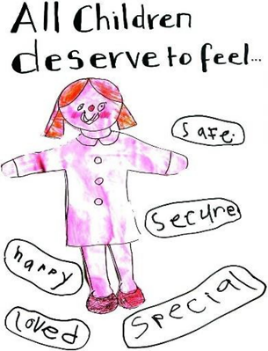 All Children
deserve to feel...
safe.
secure
happy
loved
special